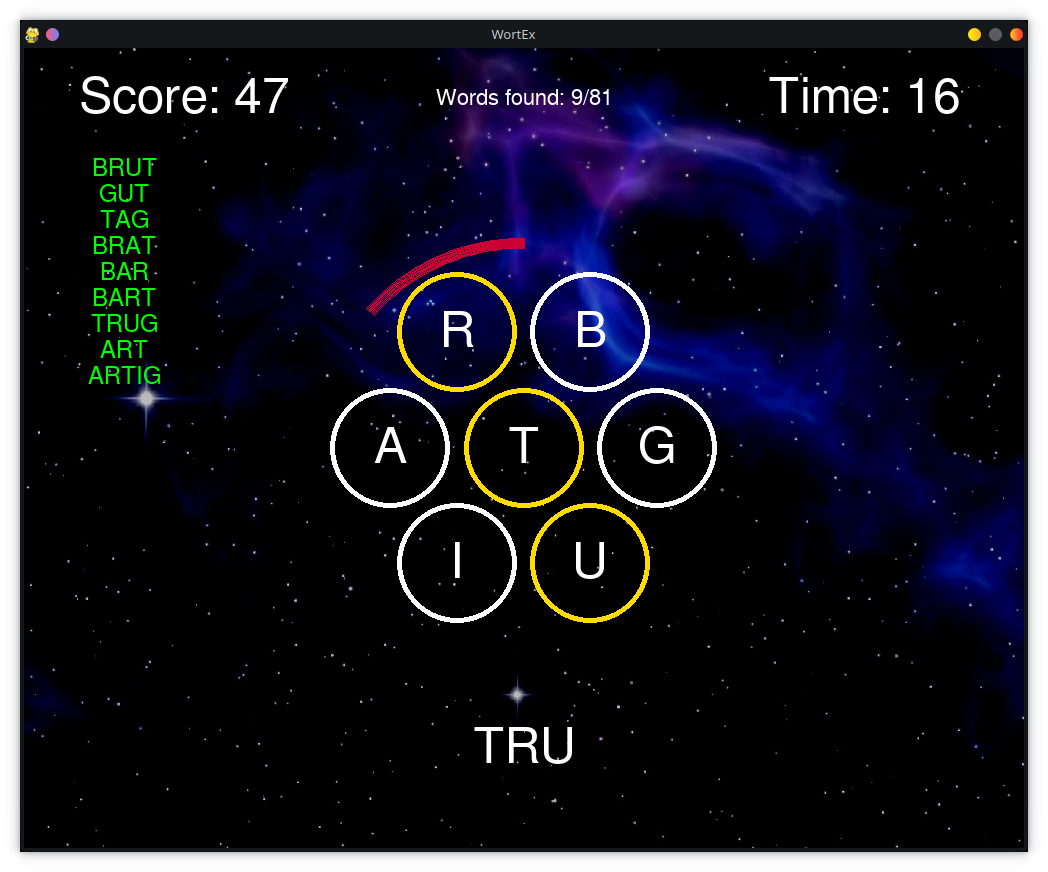 WortEx
Score: 47
Words found: 9/81
Time: 16
BRUT
GUT
TAG
BRAT
BAR
BART
TRUG
ART
ARTIG
R B
A T G
I U
TRU